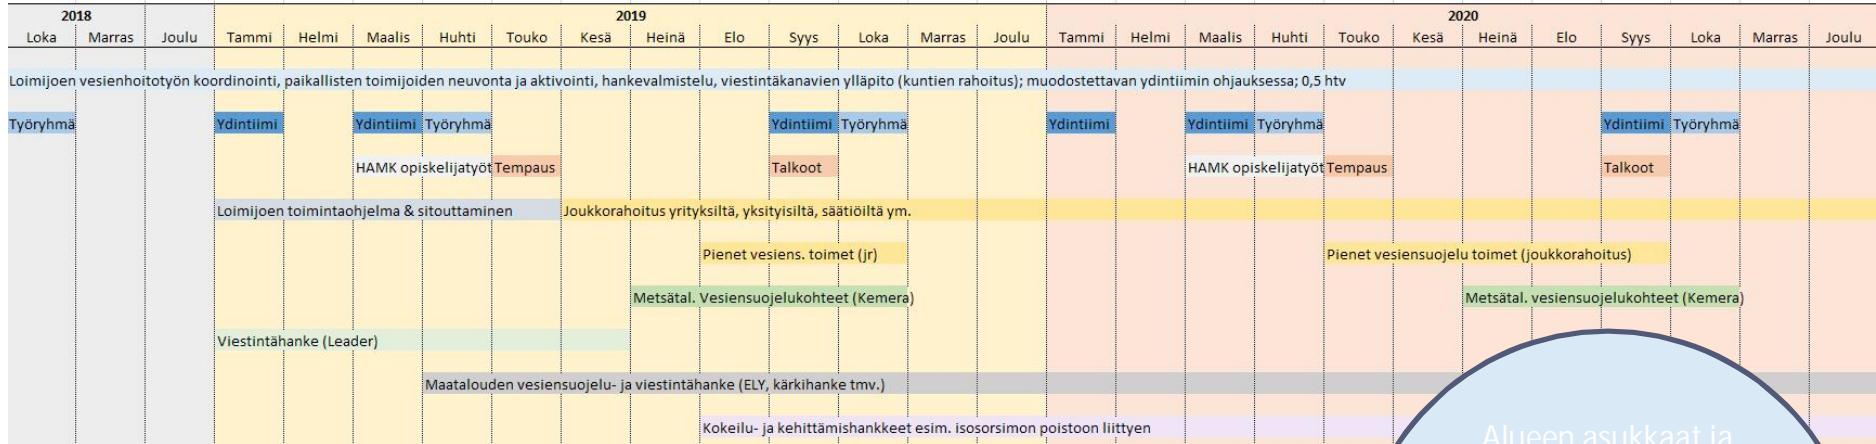 2018 2019 2020
Loka Marras Joulu Tammi Helmi Maalis Huhti Touko Kesä Heinä Elo Syys Loka Marras Joulu Tammi Helmi Maalis Huhti Touko Kesä Heinä Elo Syys Loka Marras Joulu
Loimijoen vesienhoitotyön koordinointi, paikallisten toimijoiden neuvonta ja aktivointi, hankevalmistelu, viestintäkanavien ylläpito (kuntien rahoitus); muodostettavan ydintiimin ohjauksessa; 0,5 htv
Työryhmä Ydintiimi Ydintiimi Työryhmä Ydintiimi Työryhmä Ydintiimi Ydintiimi Työryhmä Ydintiimi Työryhmä
HAMK opiskelijatyöt Tempaus Talkoot HAMK opiskelijatyöt Tempaus Talkoot
Loimijoen toimintaohjelma & sitouttaminen Joukkorahoitus yrityksiltä, yksityisiltä, säätiöiltä ym.
Pienet vesiens. toimet (jr) Pienet vesiensuojelu toimet (joukkorahoitus)
Metsätal. Vesiensuojelukohteet (Kemera) Metsätal. vesiensuojelukohteet (Kemera)
Viestintähanke (Leader)
Maatalouden vesiensuojelu- ja viestintähanke (ELY, kärkihanke tmv.)
Kokeilu- ja kehittämishankkeet esim. isosorsimon poistoon liittyen
Alueen asukkaat ja